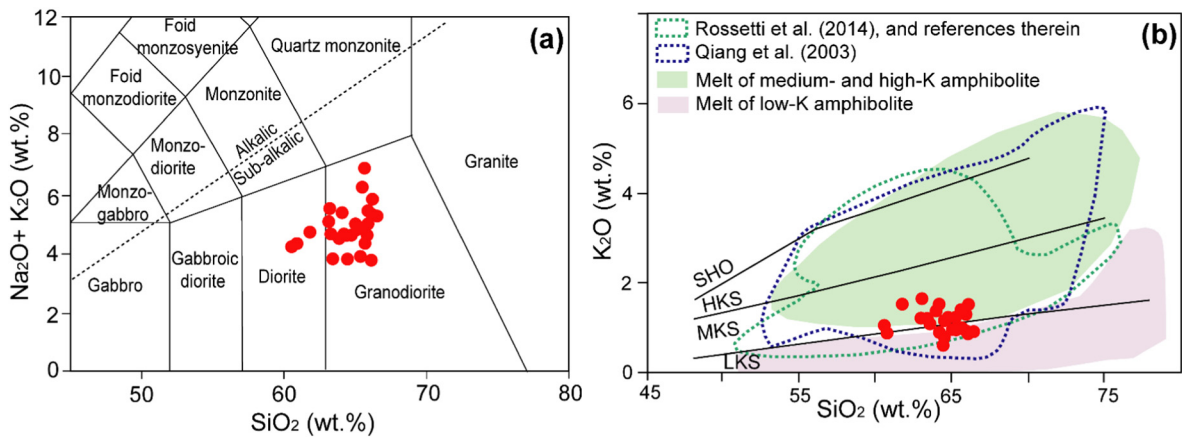 (a)
Na₂O+ K₂O (wt.%)
12
10
8
6
4
2
0
50
60
70
80
SiO₂ (wt.%)
Foid
monzosyenite
Quartz monzonite
Foid
monzodiorite
Monzonite
Monzo-
diorite
Alkalic
Sub-alkalic
Monzo-
gabbro
Granite
Gabbro
Gabbroic
diorite
Diorite
Granodiorite
(b)
Rossetti et al. (2014), and references therein
Qiang et al. (2003)
Melt of medium- and high-K amphibolite
Melt of low-K amphibolite
K₂O (wt.%)
6
4
2
0
SHO
HKS
MKS
LKS
45
55
65
75
SiO₂ (wt.%)